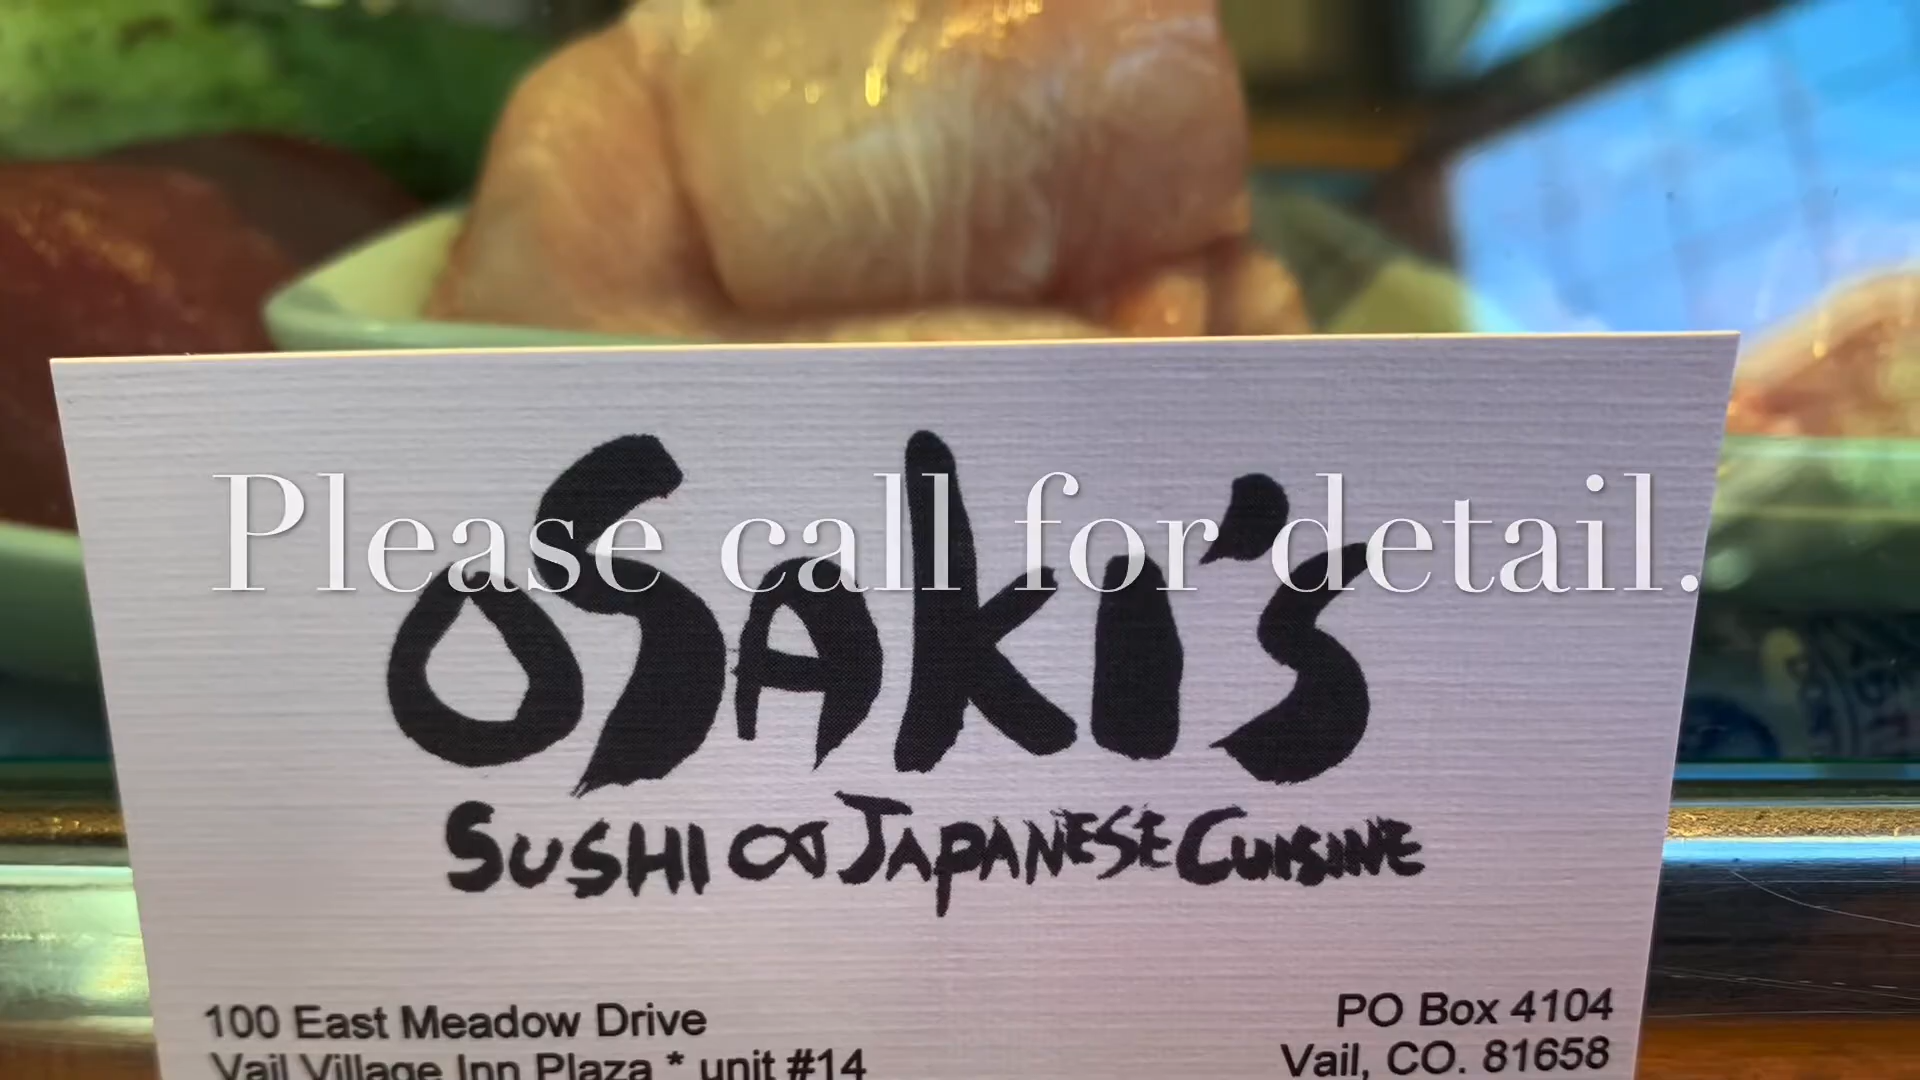 Please call for detail.
OSAKI'S
SUSHI & JAPANESE CUISINE
100 East Meadow Drive
Vail Village Inn Plaza * unit #14
PO Box 4104
Vail, CO. 81658